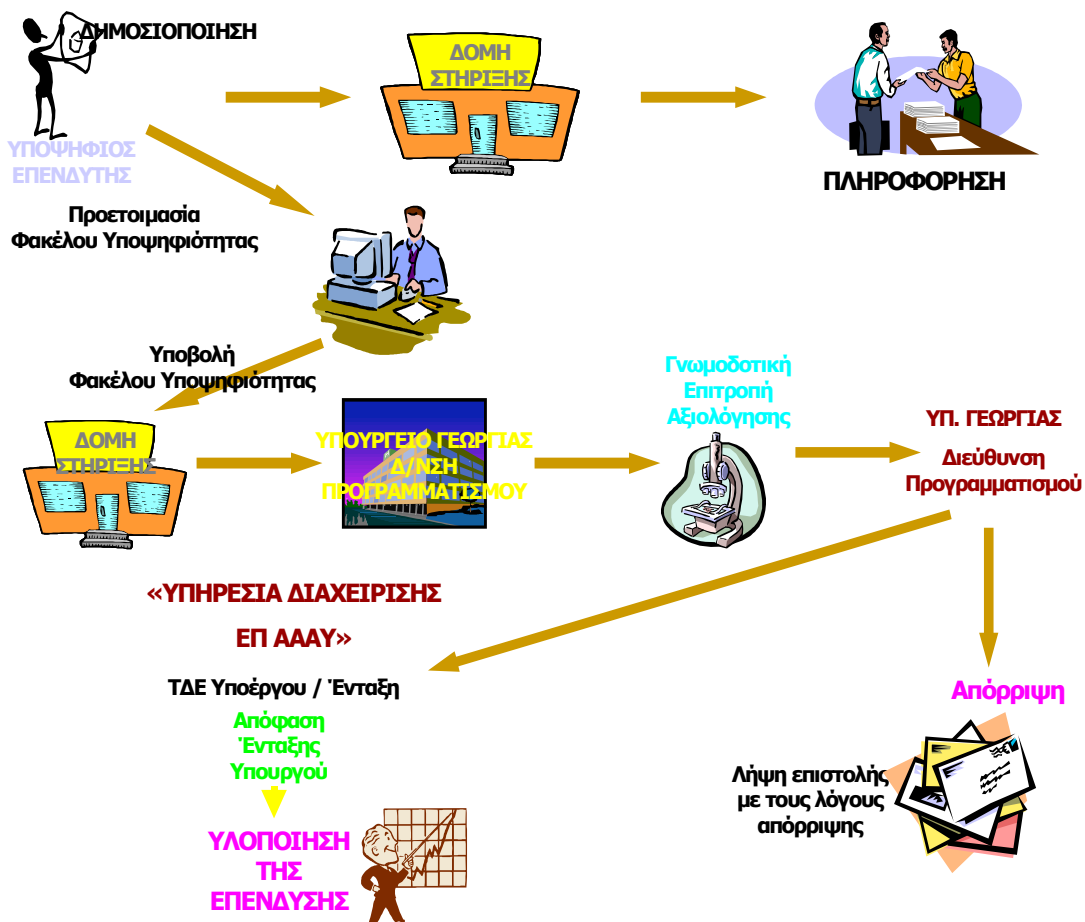 ΔΗΜΟΣΙΟΠΟΙΗΣΗ
ΔΟΜΗ
ΣΤΗΡΙΞΗΣ
ΥΠΟΨΗΦΙΟΣ
ΕΠΕΝΔΥΤΗΣ
ΠΛΗΡΟΦΟΡΗΣΗ
Προετοιμασία
Φακέλου Υποψηφιότητας
Υποβολή
Φακέλου Υποψηφιότητας
ΔΟΜΗ
ΣΤΗΡΙΞΗΣ
ΥΠΟΥΡΓΕΙΟ ΓΕΩΡΓΙΑΣ
Δ/ΝΣΗ
ΠΡΟΓΡΑΜΜΑΤΙΣΜΟΥ
Γνωμοδοτική
Επιτροπή
Αξιολόγησης
ΥΠ. ΓΕΩΡΓΙΑΣ
Διεύθυνση
Προγραμματισμού
«ΥΠΗΡΕΣΙΑ ΔΙΑΧΕΙΡΙΣΗΣ
ΕΠ ΑΑΑΥ»
ΤΔΕ Υποέργου / Ένταξη
Απόφαση
Ένταξης
Υπουργού
ΥΛΟΠΟΙΗΣΗ
ΤΗΣ
ΕΠΕΝΔΥΣΗΣ
Απόρριψη
Λήψη επιστολής
με τους λόγους
απόρριψης